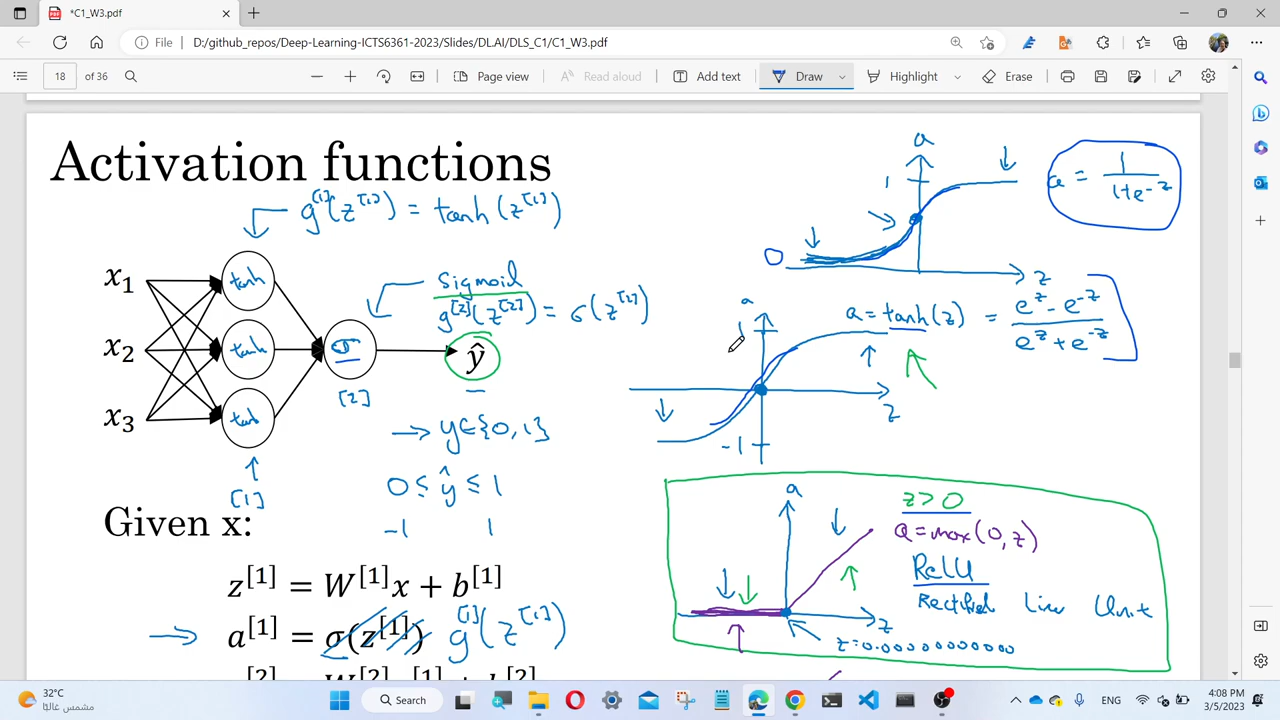 *C1_W3.pdf
File
D:/github_repos/Deep-Learning-ICTS6361-2023/Slides/DL.AI/DLS_C1/C1_W3.pdf
18 of 36
Page view
Read aloud
Add text
Draw
Highlight
Erase
Activation functions
g^[1](z^[1]) = tanh(z^[1])
x₁
x₂
x₃
tanh
tanh
tanh
σ
[1]
[2]
Sigmoid
g^[2](z^[2]) = σ(z^[2])
ŷ
→ y∈{0,1}
0 ≤ ŷ ≤ 1
-1 1
a
1
0
z
a = 1/(1+e^-z)
a
1
-1
z
a = tanh(z) = (e^z - e^-z)/(e^z + e^-z)
a
z
z > 0
a = max(0, z)
ReLU
Rectified Linear Unit
z=0.00000000000
Given x:
z^[1] = W^[1]x + b^[1]
→ a^[1] = σ(z^[1]) g^[1](z^[1])
32°C
مشمس غالبًا
Search
ENG
4:08 PM
3/5/2023